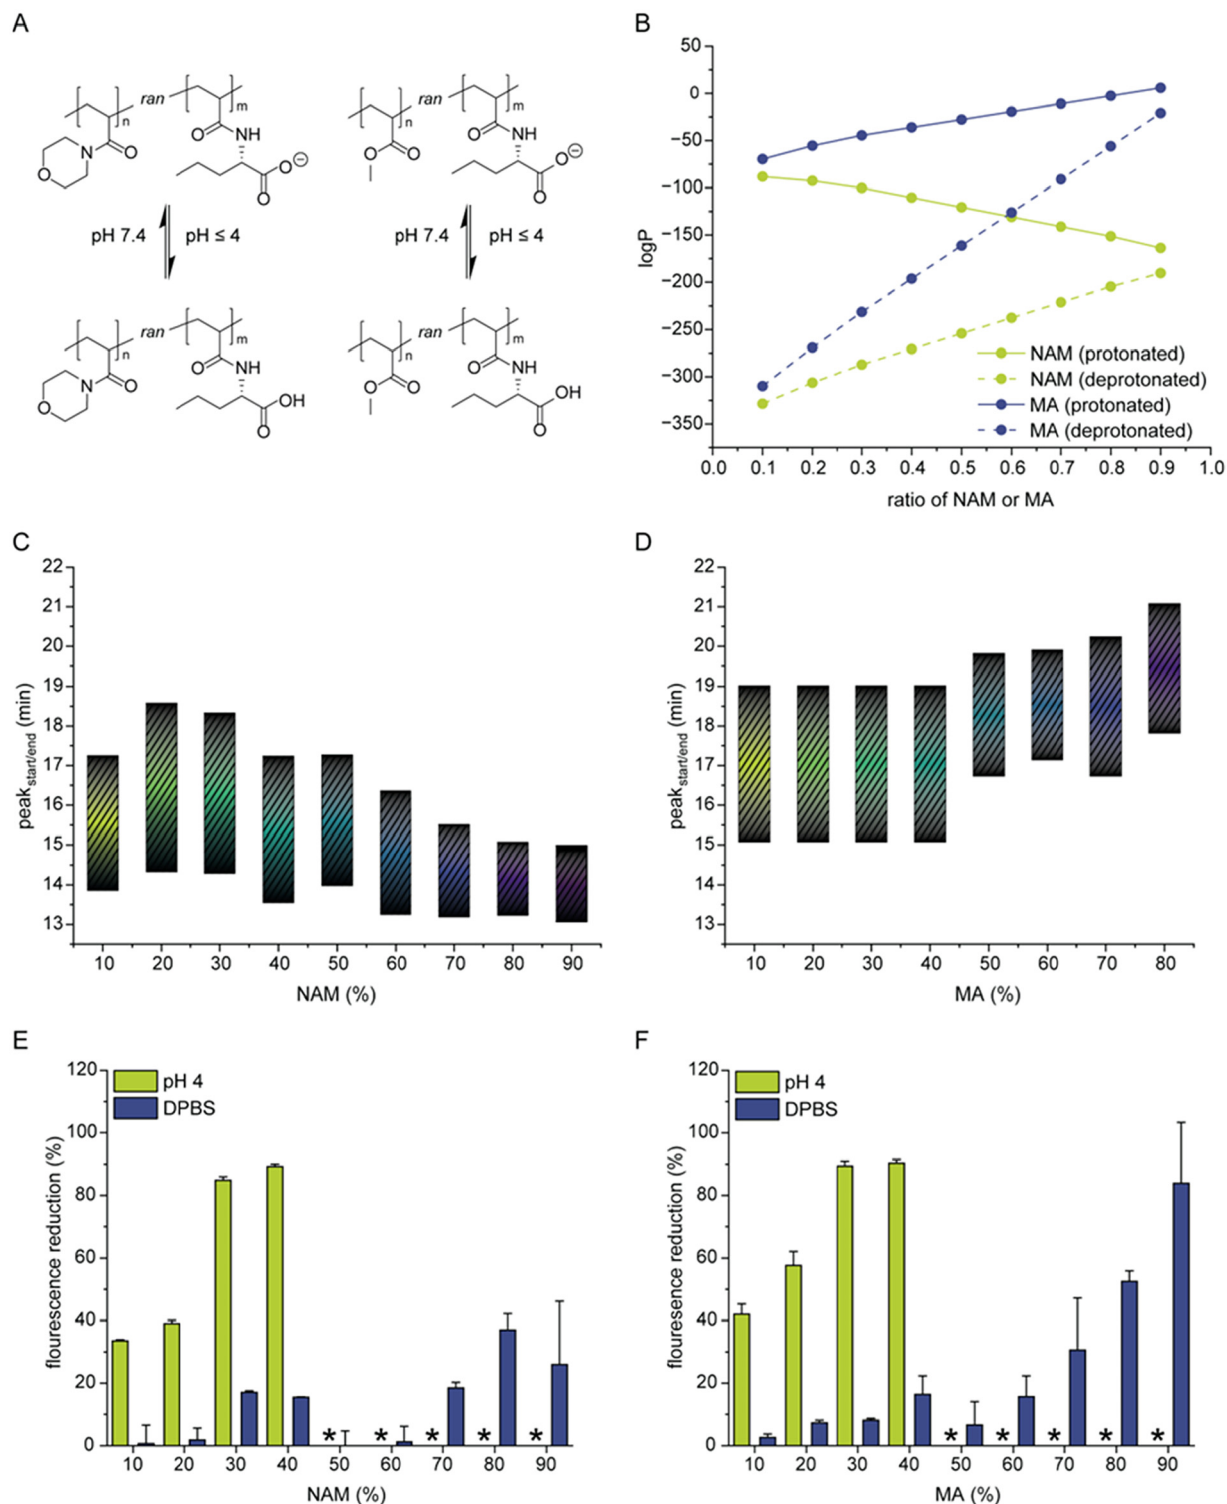 A
ran
n
m
N
O
O
O
NH
O⊖
O
ran
n
m
O
O
O
NH
O⊖
O
pH 7.4
pH ≤ 4
pH 7.4
pH ≤ 4
ran
n
m
N
O
O
O
NH
OH
O
ran
n
m
O
O
O
NH
OH
O
B
50
0
−50
−100
−150
−200
−250
−300
−350
logP
NAM (protonated)
NAM (deprotonated)
MA (protonated)
MA (deprotonated)
0.0 0.1 0.2 0.3 0.4 0.5 0.6 0.7 0.8 0.9 1.0
ratio of NAM or MA
C
22
21
20
19
18
17
16
15
14
13
peakstart/end (min)
10 20 30 40 50 60 70 80 90
NAM (%)
D
22
21
20
19
18
17
16
15
14
13
peakstart/end (min)
10 20 30 40 50 60 70 80
MA (%)
E
120
100
80
60
40
20
0
flourescence reduction (%)
pH 4
DPBS
* * * * *
10 20 30 40 50 60 70 80 90
NAM (%)
F
120
100
80
60
40
20
0
flouresence reduction (%)
pH 4
DPBS
* * * * *
10 20 30 40 50 60 70 80 90
MA (%)